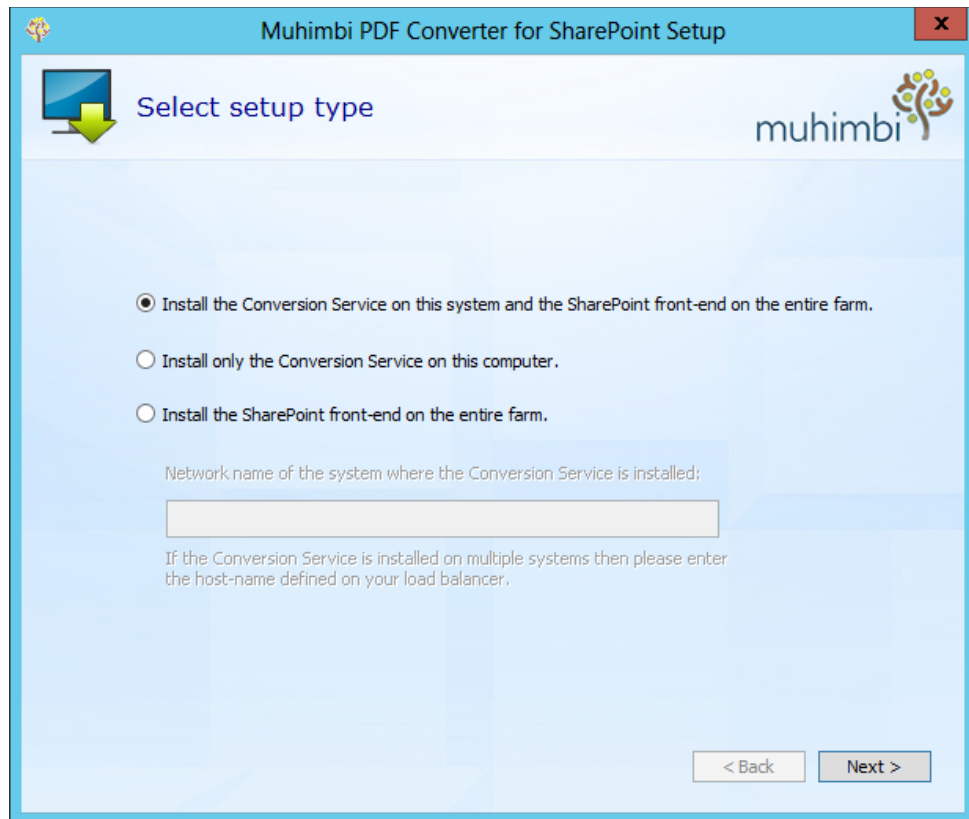 Muhimbi PDF Converter for SharePoint Setup
x
Select setup type
muhimbi
Install the Conversion Service on this system and the SharePoint front-end on the entire farm.
Install only the Conversion Service on this computer.
Install the SharePoint front-end on the entire farm.
Network name of the system where the Conversion Service is installed:
If the Conversion Service is installed on multiple systems then please enter
the host-name defined on your load balancer.
< Back
Next >